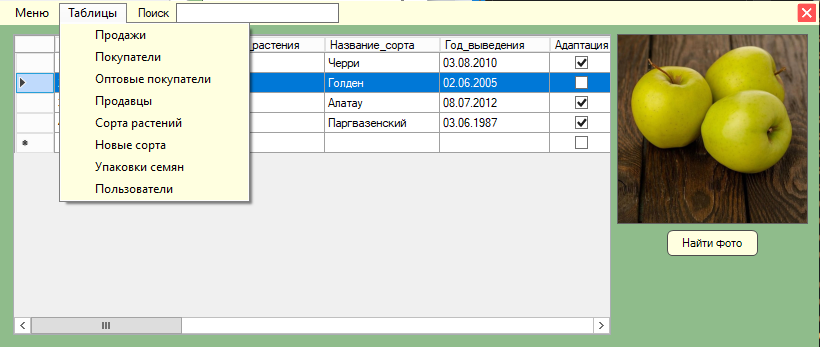 Меню Таблицы Поиск
Продажи
Покупатели
Оптовые покупатели
Продавцы
Сорта растений
Новые сорта
Упаковки семян
Пользователи
_растения Название_сорта Год_выведения Адаптация
Черри 03.08.2010
Голден 02.06.2005
Алатау 08.07.2012
Паргвазенский 03.06.1987
Найти фото